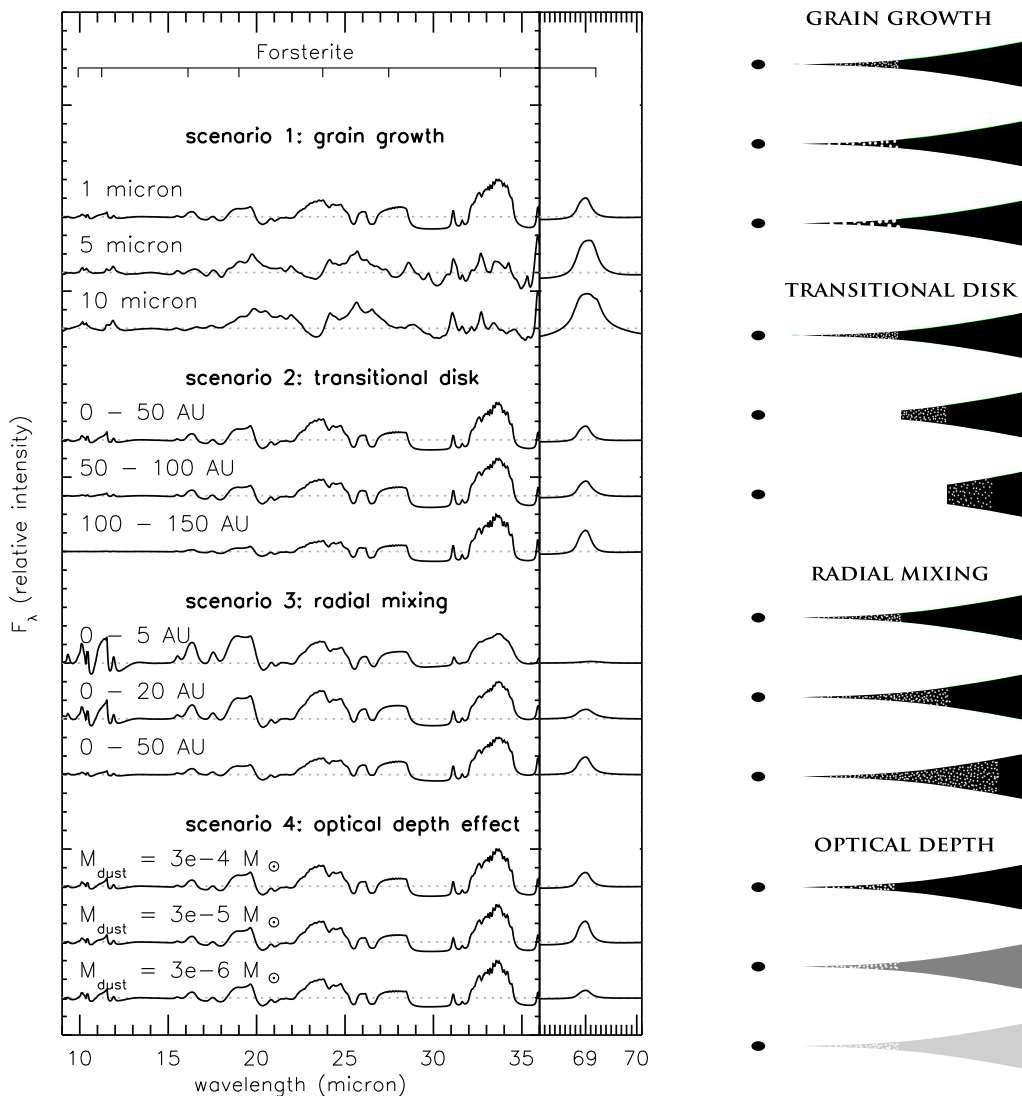 Forsterite
scenario 1: grain growth
1 micron
5 micron
10 micron
scenario 2: transitional disk
0 – 50 AU
50 – 100 AU
100 – 150 AU
scenario 3: radial mixing
0 – 5 AU
0 – 20 AU
0 – 50 AU
scenario 4: optical depth effect
M_dust = 3e–4 M_⊙
M_dust = 3e–5 M_⊙
M_dust = 3e–6 M_⊙
10 15 20 25 30 35 69 70
wavelength (micron)
F_λ (relative intensity)
GRAIN GROWTH
TRANSITIONAL DISK
RADIAL MIXING
OPTICAL DEPTH